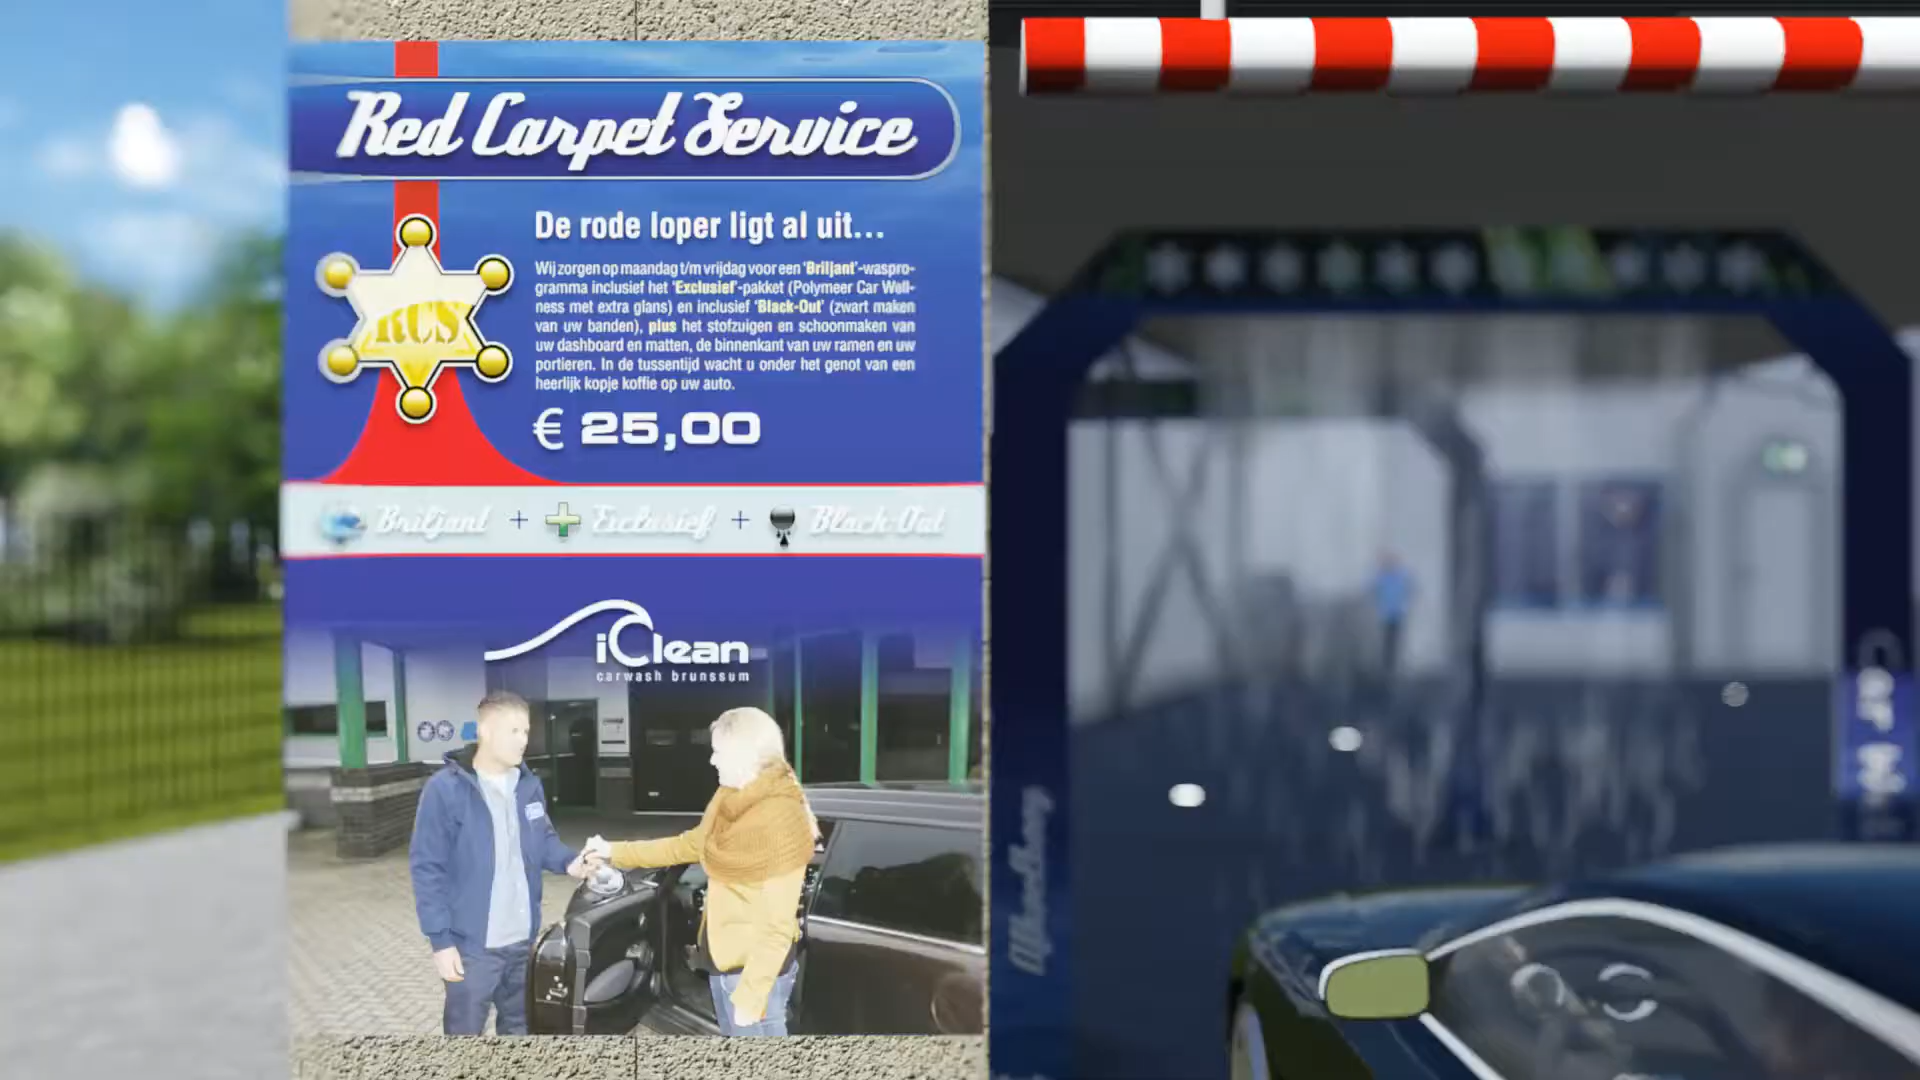 Red Carpet Service
De rode loper ligt al uit...
Wij zorgen op maandag t/m vrijdag voor een 'Briljant'-waspro-
gramma inclusief het 'Exclusief'-pakket (Polymeer Car Well-
ness met extra glans) en inclusief 'Black-Out' (zwart maken
van uw banden), plus het stofzuigen en schoonmaken van
uw dashboard en matten, de binnenkant van uw ramen en uw
portieren. In de tussentijd wacht u onder het genot van een
heerlijk kopje koffie op uw auto.
RCS
€ 25,00
Briljant + Exclusief + Black-Out
iClean
carwash brunssum